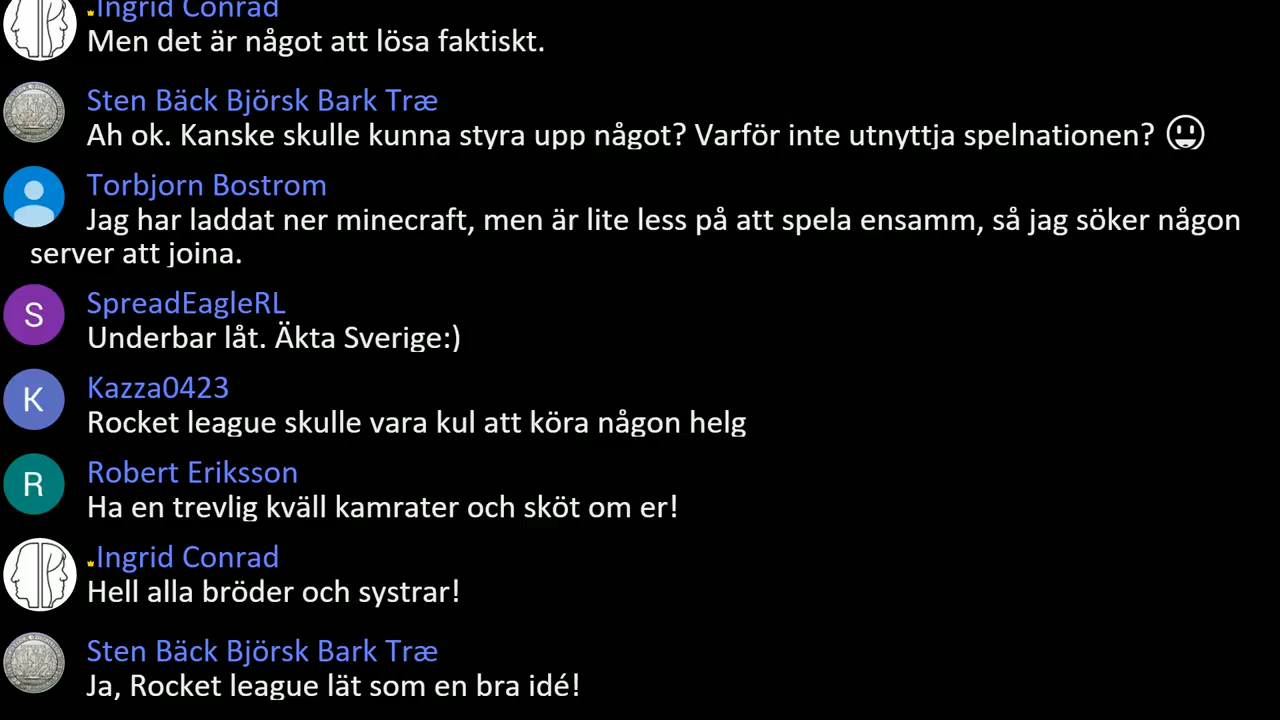 Ingrid Conrad
Men det är något att lösa faktiskt.
Sten Bäck Björsk Bark Træ
Ah ok. Kanske skulle kunna styra upp något? Varför inte utnyttja spelnationen? 😃
Torbjorn Bostrom
Jag har laddat ner minecraft, men är lite less på att spela ensamm, så jag söker någon
server att joina.
S
SpreadEagleRL
Underbar låt. Äkta Sverige:)
K
Kazza0423
Rocket league skulle vara kul att köra någon helg
R
Robert Eriksson
Ha en trevlig kväll kamrater och sköt om er!
Ingrid Conrad
Hell alla bröder och systrar!
Sten Bäck Björsk Bark Træ
Ja, Rocket league lät som en bra idé!